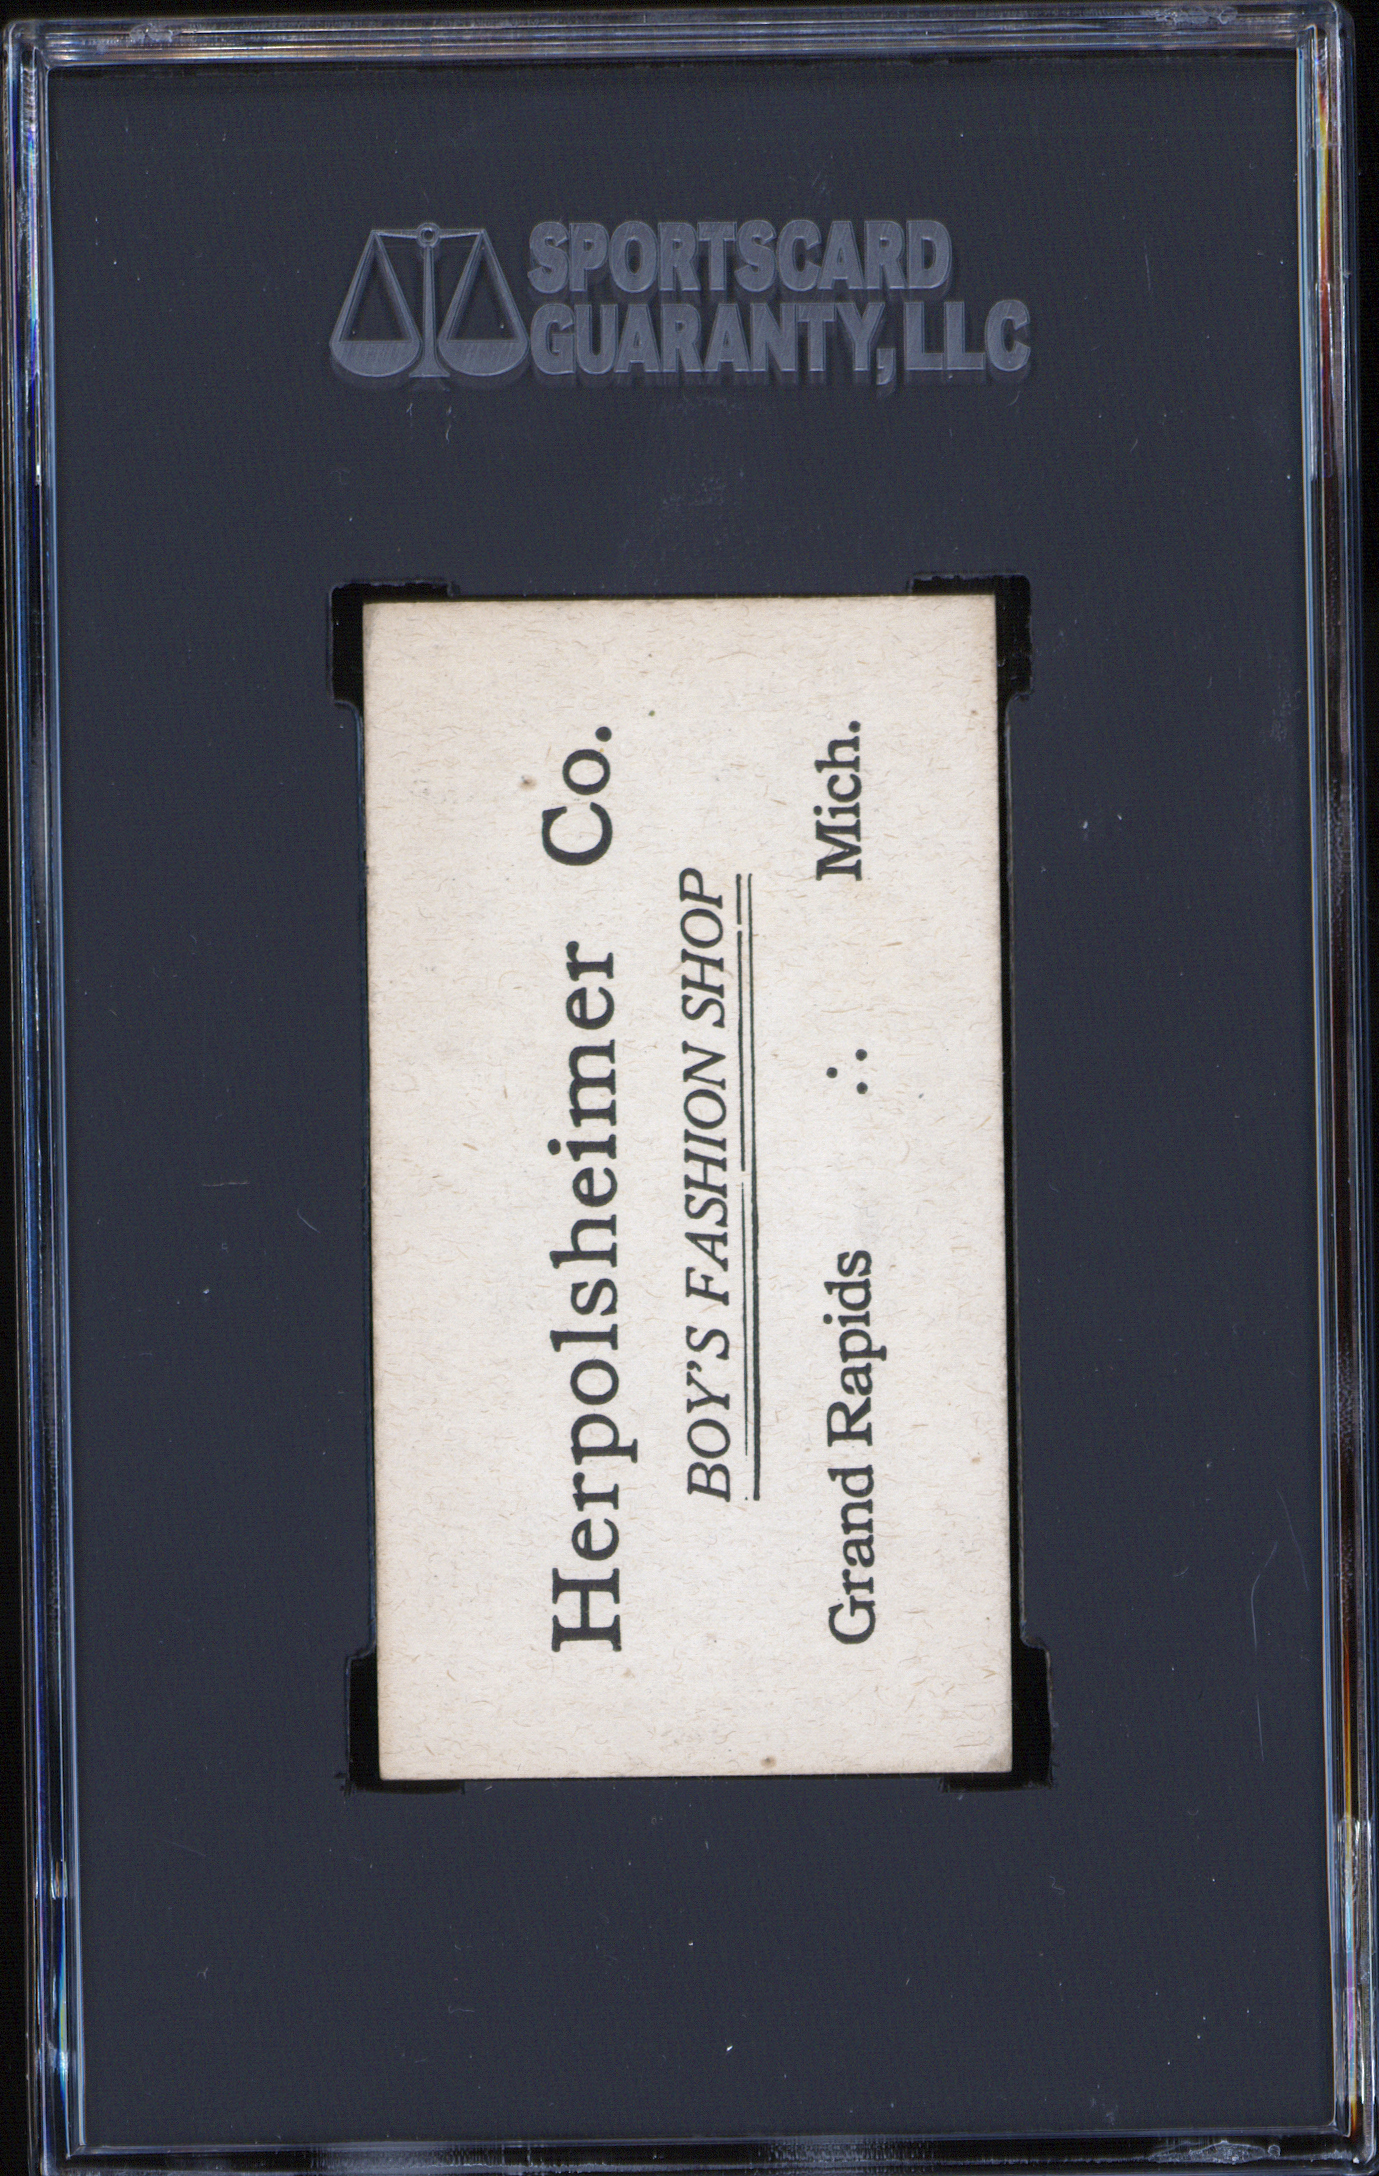 SPORTSCARD
GUARANTY, LLC
Herpolsheimer Co.
BOY'S FASHION SHOP
Grand Rapids ∴ Mich.